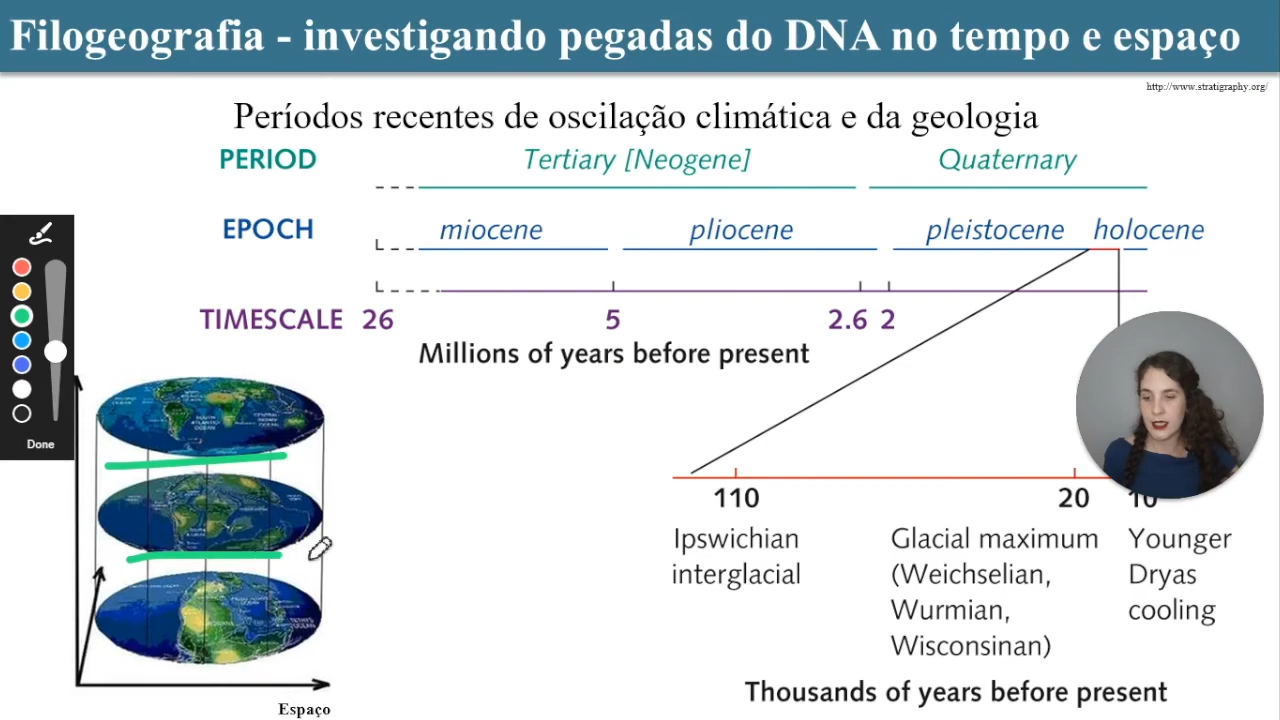 Filogeografia - investigando pegadas do DNA no tempo e espaço
http://www.stratigraphy.org/
Períodos recentes de oscilação climática e da geologia
PERIOD Tertiary [Neogene] Quaternary
EPOCH miocene pliocene pleistocene holocene
TIMESCALE 26 5 2.6 2
Millions of years before present
Done
110 20 10
Ipswichian interglacial
Glacial maximum (Weichselian, Wurmian, Wisconsinan)
Younger Dryas cooling
Thousands of years before present
Espaço